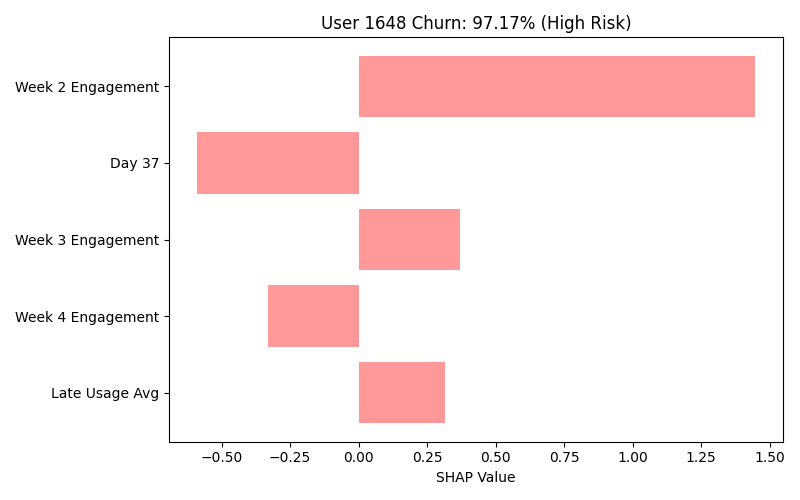 User 1648 Churn: 97.17% (High Risk)
Week 2 Engagement
Day 37
Week 3 Engagement
Week 4 Engagement
Late Usage Avg
−0.50 −0.25 0.00 0.25 0.50 0.75 1.00 1.25 1.50
SHAP Value